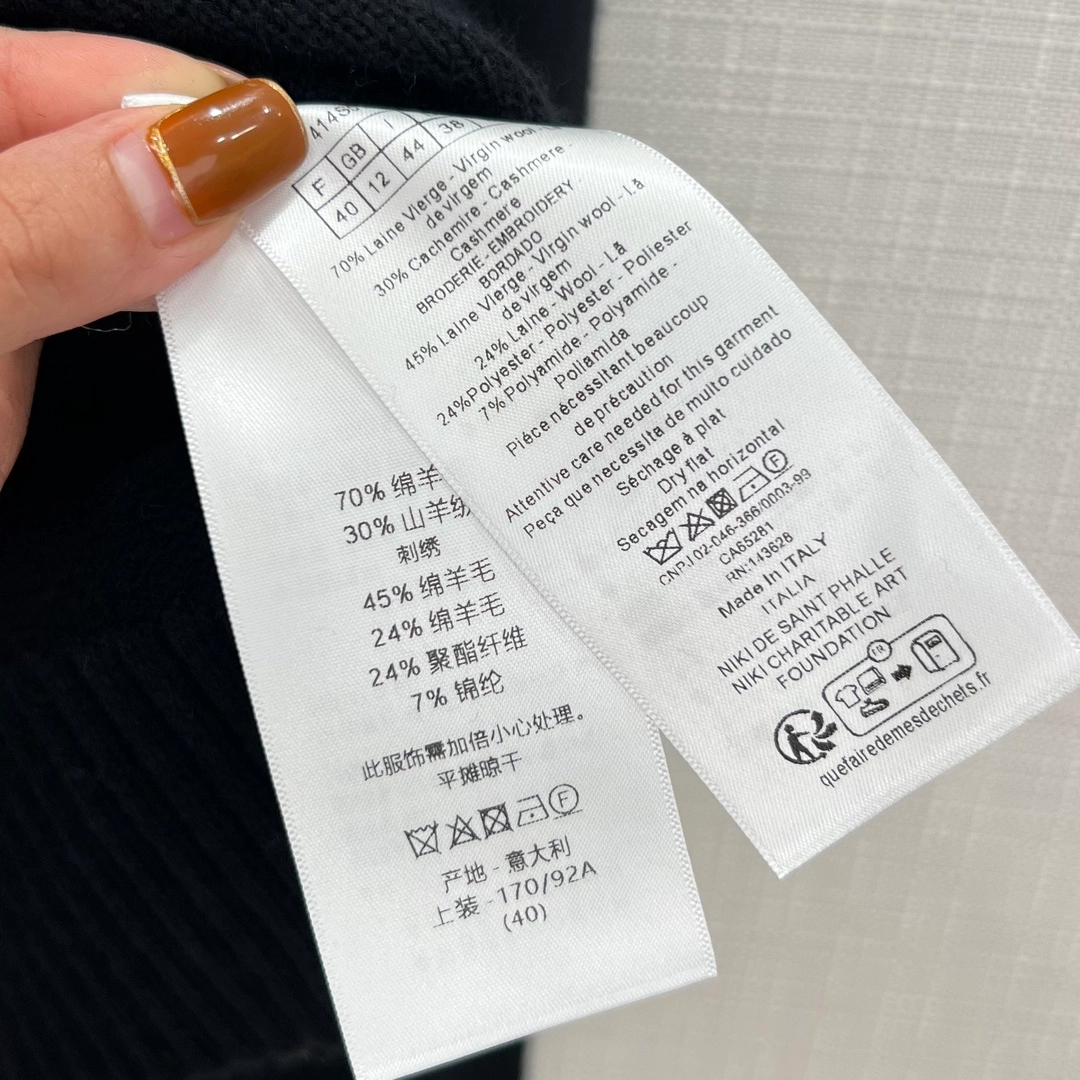 F GB I
40 12 44 38
70% Laine Vierge - Virgin wool
de virgem
30% Cachemire - Cashmere -
Cashmere
BRODERIE - EMBROIDERY -
BORDADO
45% Laine Vierge - Virgin wool - Lã
de virgem
24% Laine - Wool - Lã
24%Polyester - Polyester - Poliester
7% Polyamide - Polyamide -
Poliamida
Piéce nécessitant beaucoup
de précaution
Attentive care needed for this garment
Peça que necessita de muito cuidado
Séchage à plat
Dry flat
Secagem na horizontal
F
CNPJ 02-046-366/0003-93
CA65281
RN:143628
Made In ITALY
ITALIA
NIKI DE SAINT PHALLE
NIKI CHARITABLE ART
FOUNDATION
FR
quefairedemesdechets.fr
70% 绵羊
30% 山羊绒
刺绣
45% 绵羊毛
24% 绵羊毛
24% 聚酯纤维
7% 锦纶
此服饰需加倍小心处理。
平摊晾干
F
产地 - 意大利
上装 - 170/92A
(40)